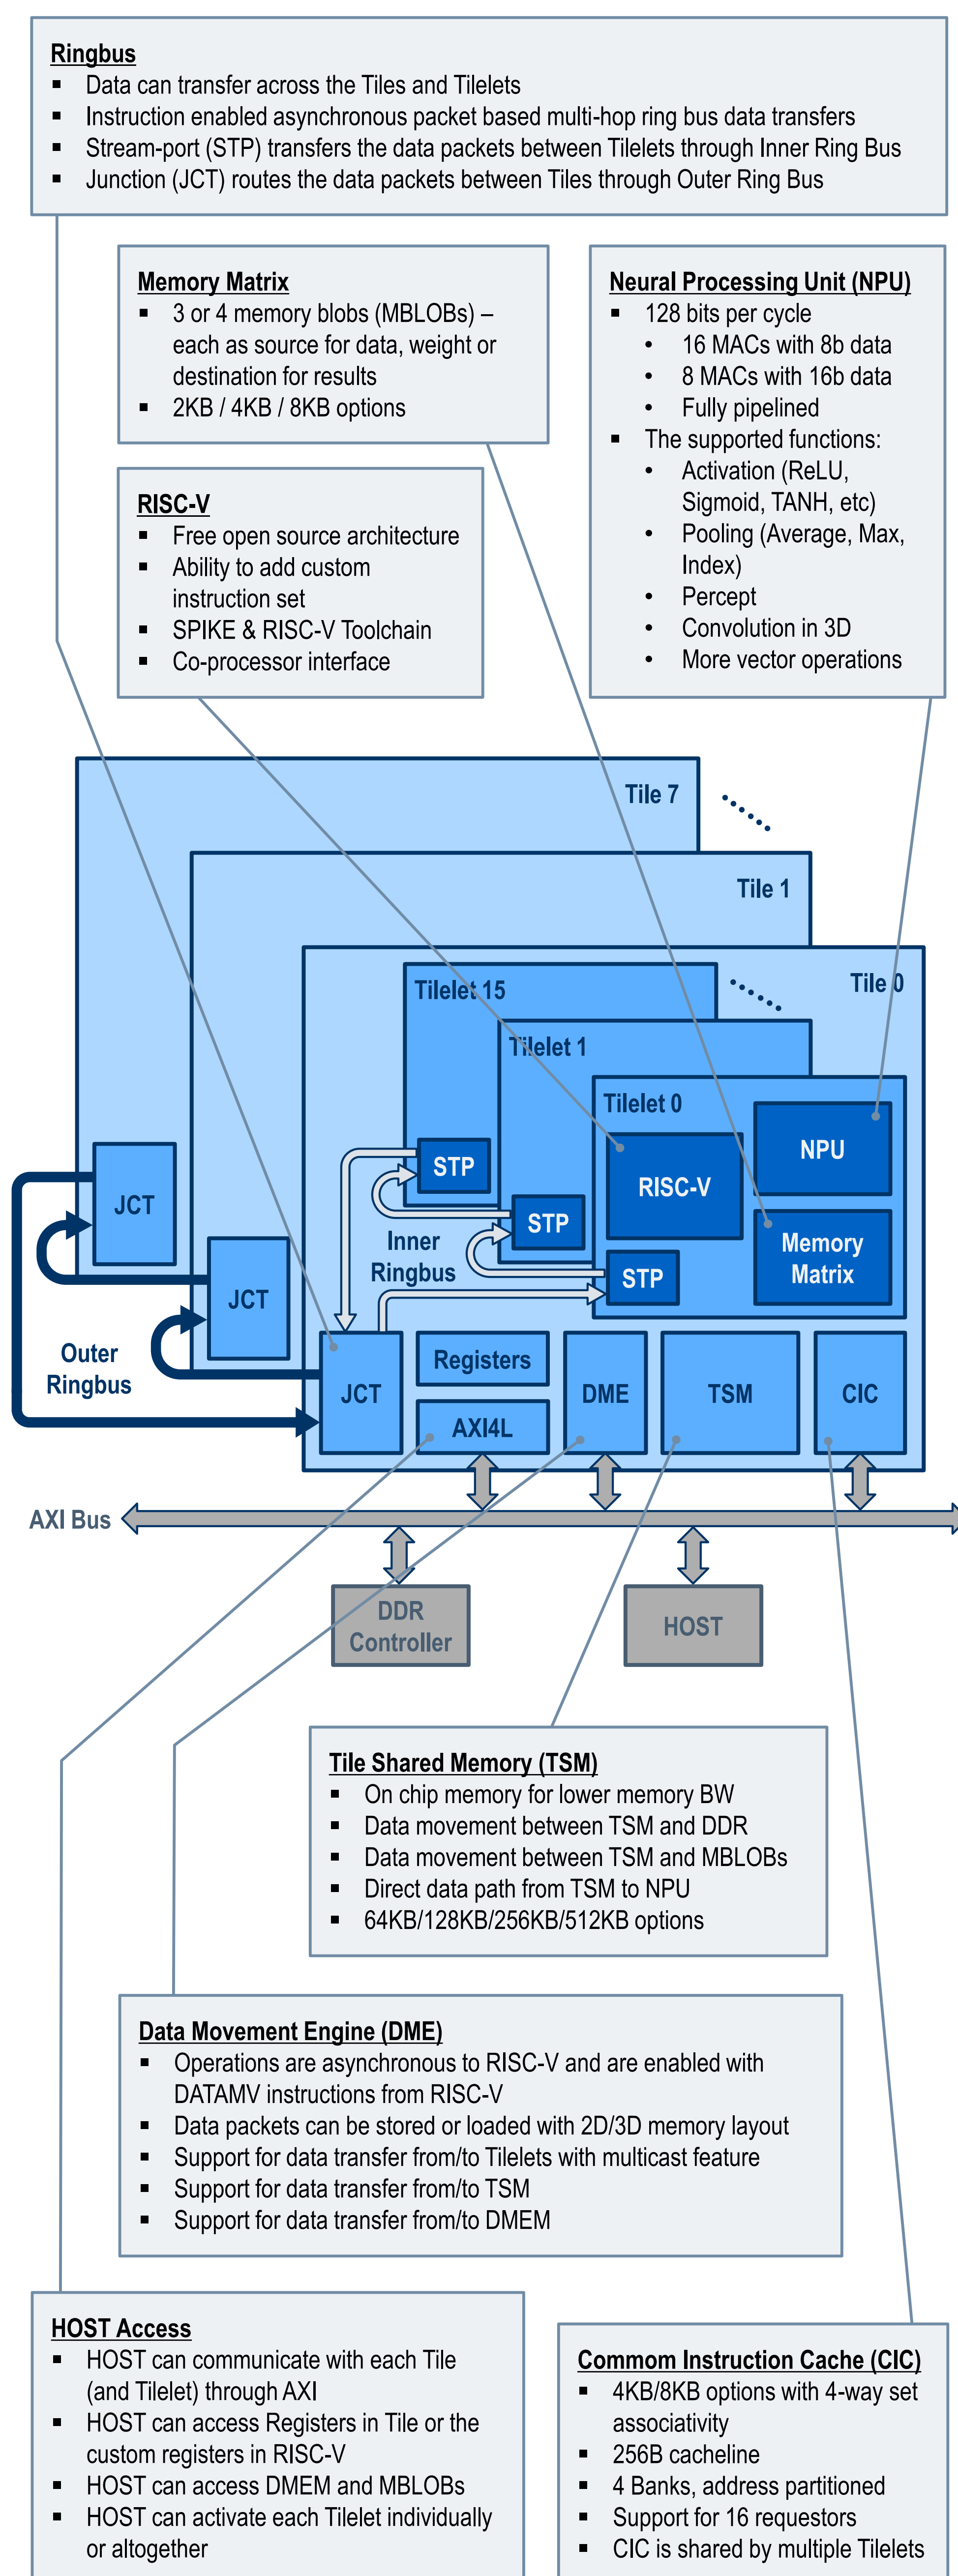 Ringbus
▪ Data can transfer across the Tiles and Tilelets
▪ Instruction enabled asynchronous packet based multi-hop ring bus data transfers
▪ Stream-port (STP) transfers the data packets between Tilelets through Inner Ring Bus
▪ Junction (JCT) routes the data packets between Tiles through Outer Ring Bus
Memory Matrix
▪ 3 or 4 memory blobs (MBLOBs) –
each as source for data, weight or
destination for results
▪ 2KB / 4KB / 8KB options
Neural Processing Unit (NPU)
▪ 128 bits per cycle
• 16 MACs with 8b data
• 8 MACs with 16b data
• Fully pipelined
▪ The supported functions:
• Activation (ReLU,
Sigmoid, TANH, etc)
• Pooling (Average, Max,
Index)
• Percept
• Convolution in 3D
• More vector operations
RISC-V
▪ Free open source architecture
▪ Ability to add custom
instruction set
▪ SPIKE & RISC-V Toolchain
▪ Co-processor interface
Tile 7
Tile 1
Tile 0
Tilelet 15
Tilelet 1
Tilelet 0
NPU
RISC-V
Memory
Matrix
STP
STP
STP
Inner
Ringbus
JCT
JCT
JCT
Outer
Ringbus
Registers
AXI4L
DME
TSM
CIC
AXI Bus
DDR
Controller
HOST
Tile Shared Memory (TSM)
▪ On chip memory for lower memory BW
▪ Data movement between TSM and DDR
▪ Data movement between TSM and MBLOBs
▪ Direct data path from TSM to NPU
▪ 64KB/128KB/256KB/512KB options
Data Movement Engine (DME)
▪ Operations are asynchronous to RISC-V and are enabled with
DATAMV instructions from RISC-V
▪ Data packets can be stored or loaded with 2D/3D memory layout
▪ Support for data transfer from/to Tilelets with multicast feature
▪ Support for data transfer from/to TSM
▪ Support for data transfer from/to DMEM
HOST Access
▪ HOST can communicate with each Tile
(and Tilelet) through AXI
▪ HOST can access Registers in Tile or the
custom registers in RISC-V
▪ HOST can access DMEM and MBLOBs
▪ HOST can activate each Tilelet individually
or altogether
Commom Instruction Cache (CIC)
▪ 4KB/8KB options with 4-way set
associativity
▪ 256B cacheline
▪ 4 Banks, address partitioned
▪ Support for 16 requestors
▪ CIC is shared by multiple Tilelets